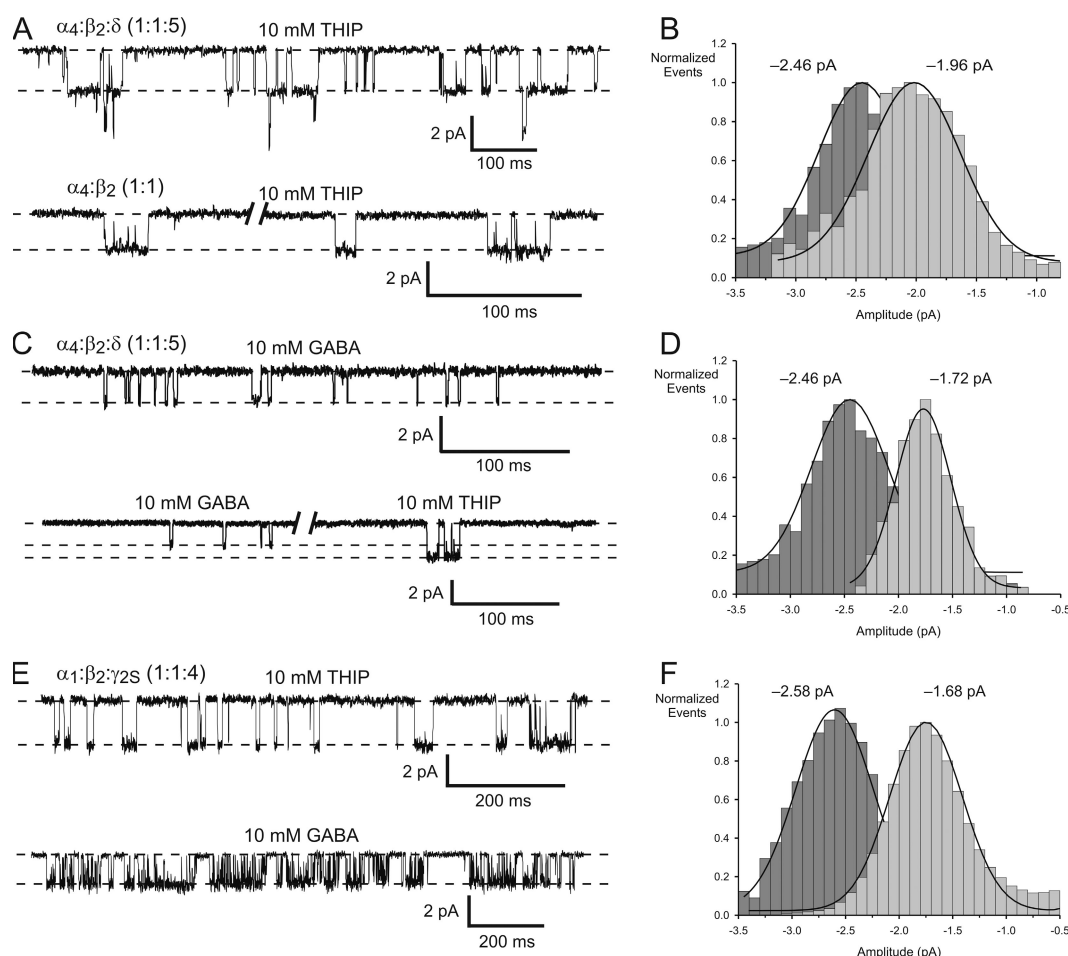 A
α4:β2:δ (1:1:5)
10 mM THIP
2 pA
100 ms
α4:β2 (1:1)
10 mM THIP
2 pA
100 ms
B
Normalized
Events
–2.46 pA
–1.96 pA
1.2
1.0
0.8
0.6
0.4
0.2
0.0
-3.5 -3.0 -2.5 -2.0 -1.5 -1.0
Amplitude (pA)
C
α4:β2:δ (1:1:5)
10 mM GABA
2 pA
100 ms
10 mM GABA
10 mM THIP
2 pA
100 ms
D
Normalized
Events
–2.46 pA
–1.72 pA
1.2
1.0
0.8
0.6
0.4
0.2
0.0
-3.5 -3.0 -2.5 -2.0 -1.5 -1.0 -0.5
Amplitude (pA)
E
α1:β2:γ2S (1:1:4)
10 mM THIP
2 pA
200 ms
10 mM GABA
2 pA
200 ms
F
Normalized
Events
–2.58 pA
–1.68 pA
1.2
1.0
0.8
0.6
0.4
0.2
0.0
-3.5 -3.0 -2.5 -2.0 -1.5 -1.0 -0.5
Amplitude (pA)